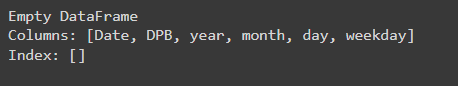 Empty DataFrame
Columns: [Date, DPB, year, month, day, weekday]
Index: []